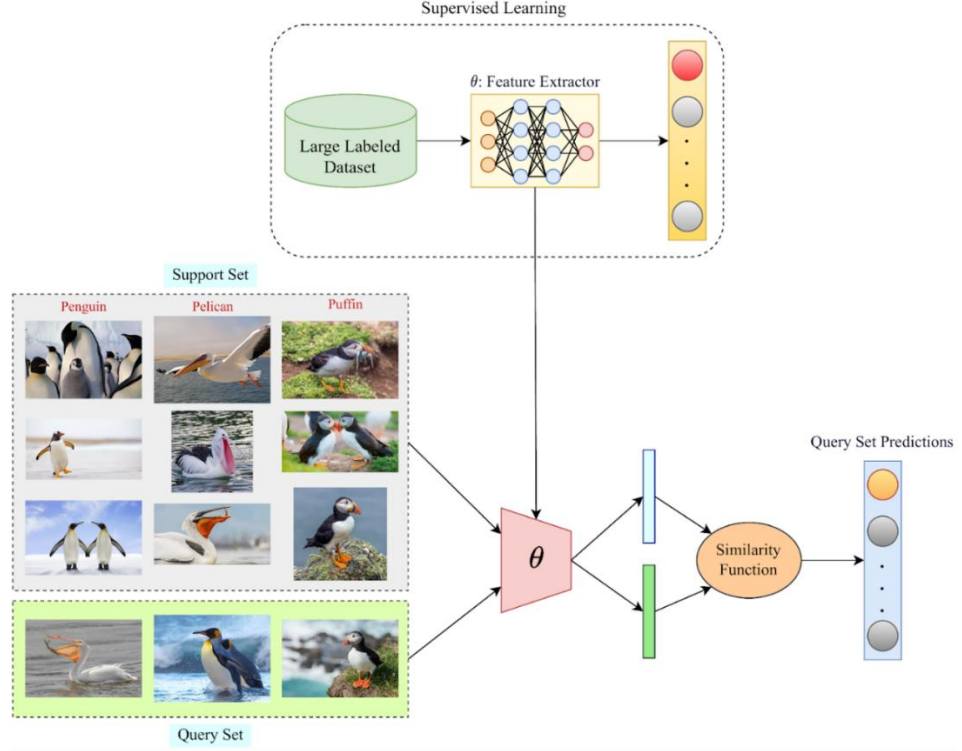 Supervised Learning
θ: Feature Extractor
Large Labeled
Dataset
Support Set
Penguin
Pelican
Puffin
Query Set Predictions
θ
Similarity
Function
Query Set